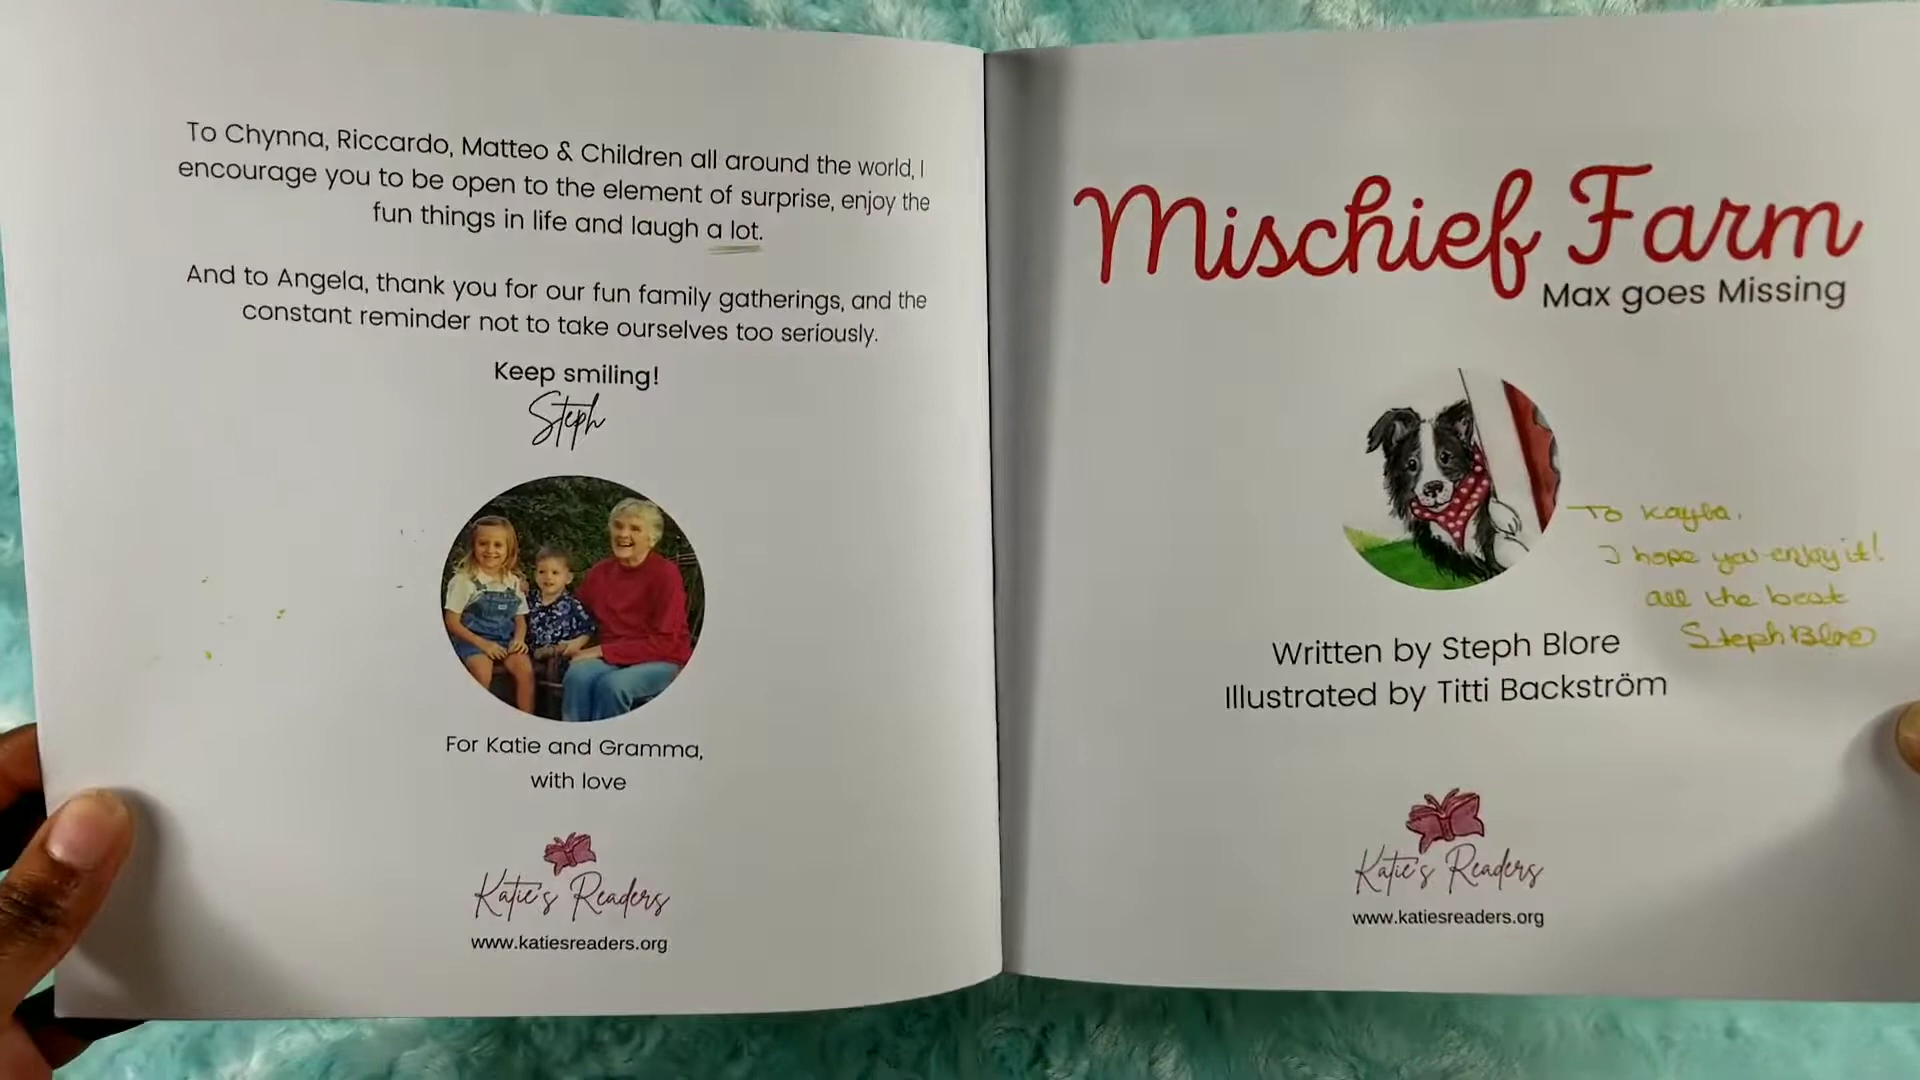 To Chynna, Riccardo, Matteo & Children all around the world, I
encourage you to be open to the element of surprise, enjoy the
fun things in life and laugh a lot.
And to Angela, thank you for our fun family gatherings, and the
constant reminder not to take ourselves too seriously.
Keep smiling!
Steph
For Katie and Gramma,
with love
Katie's Readers
www.katiesreaders.org
Mischief Farm
Max goes Missing
To Kayla,
I hope you enjoy it!
all the best
Steph Blore
Written by Steph Blore
Illustrated by Titti Backström
Katie's Readers
www.katiesreaders.org